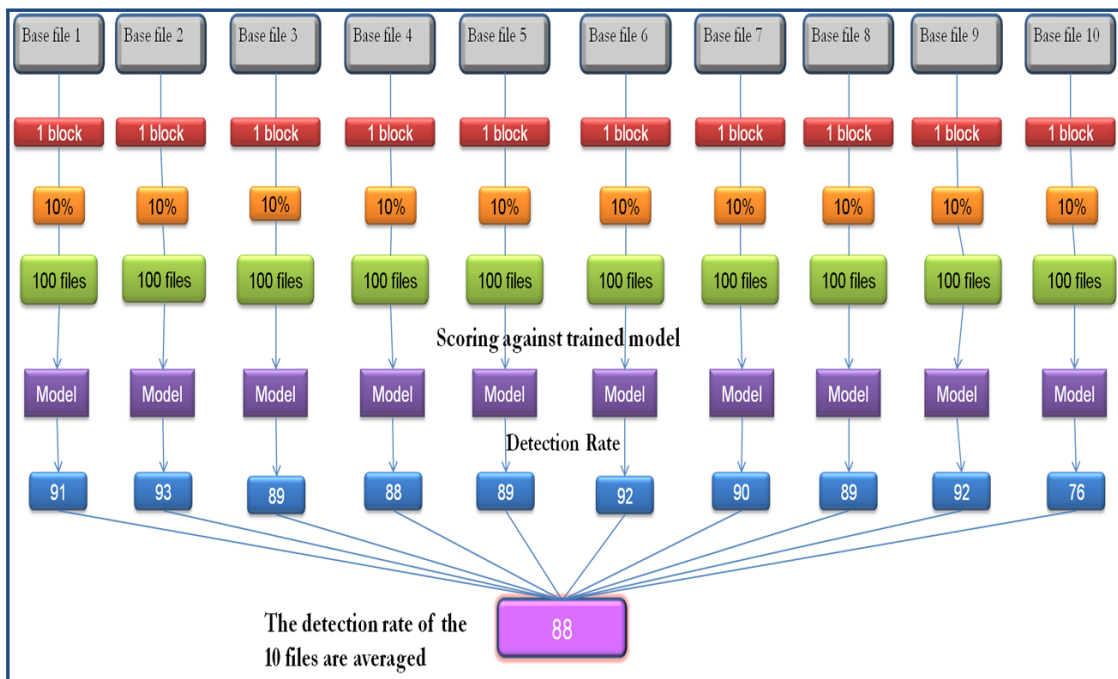 Base file 1
Base file 2
Base file 3
Base file 4
Base file 5
Base file 6
Base file 7
Base file 8
Base file 9
Base file 10
1 block
1 block
1 block
1 block
1 block
1 block
1 block
1 block
1 block
1 block
10%
10%
10%
10%
10%
10%
10%
10%
10%
10%
100 files
100 files
100 files
100 files
100 files
100 files
100 files
100 files
100 files
100 files
Scoring against trained model
Model
Model
Model
Model
Model
Model
Model
Model
Model
Model
Detection Rate
91
93
89
88
89
92
90
89
92
76
The detection rate of the
10 files are averaged
88